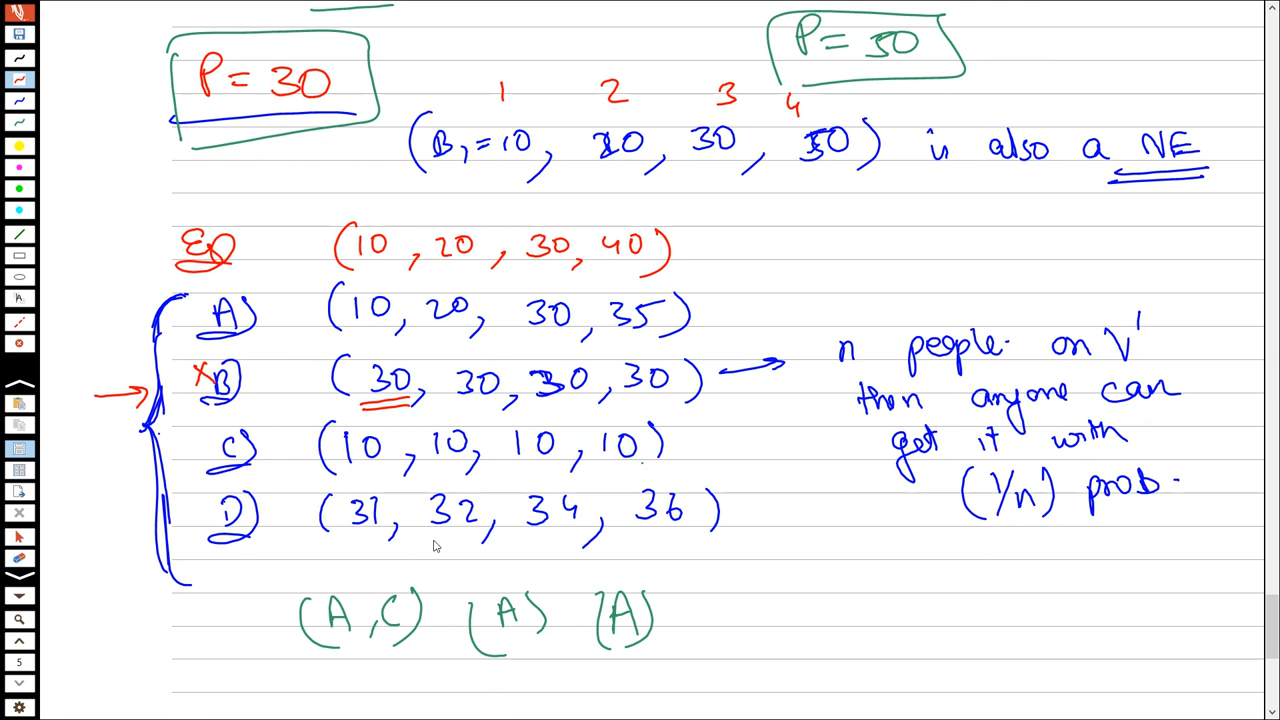 P = 30
P = 50
1 2 3 4
(B₁ = 10, 20, 30, 50) is also a NE
EQ (10, 20, 30, 40)
A) (10, 20, 30, 35)
× B) (30, 30, 30, 30) → n people on V'
then anyone can
C) (10, 10, 10, 10) get it with
D) (31, 32, 34, 36) (1/n) prob.
(A, C) (A) (A)
5